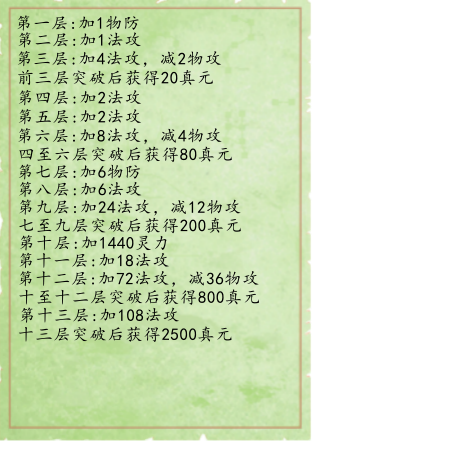 第一层:加1物防
第二层:加1法攻
第三层:加4法攻，减2物攻
前三层突破后获得20真元
第四层:加2法攻
第五层:加2法攻
第六层:加8法攻，减4物攻
四至六层突破后获得80真元
第七层:加6物防
第八层:加6法攻
第九层:加24法攻，减12物攻
七至九层突破后获得200真元
第十层:加1440灵力
第十一层:加18法攻
第十二层:加72法攻，减36物攻
十至十二层突破后获得800真元
第十三层:加108法攻
十三层突破后获得2500真元